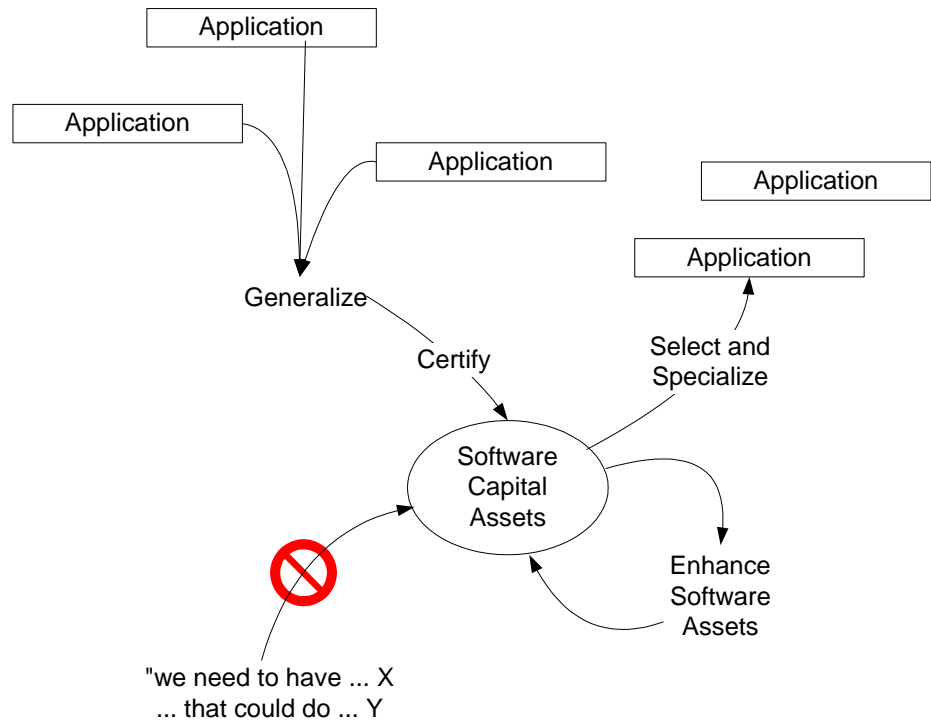 Application
Application
Application
Application
Application
Generalize
Certify
Select and
Specialize
Software
Capital
Assets
Enhance
Software
Assets
"we need to have ... X
... that could do ... Y